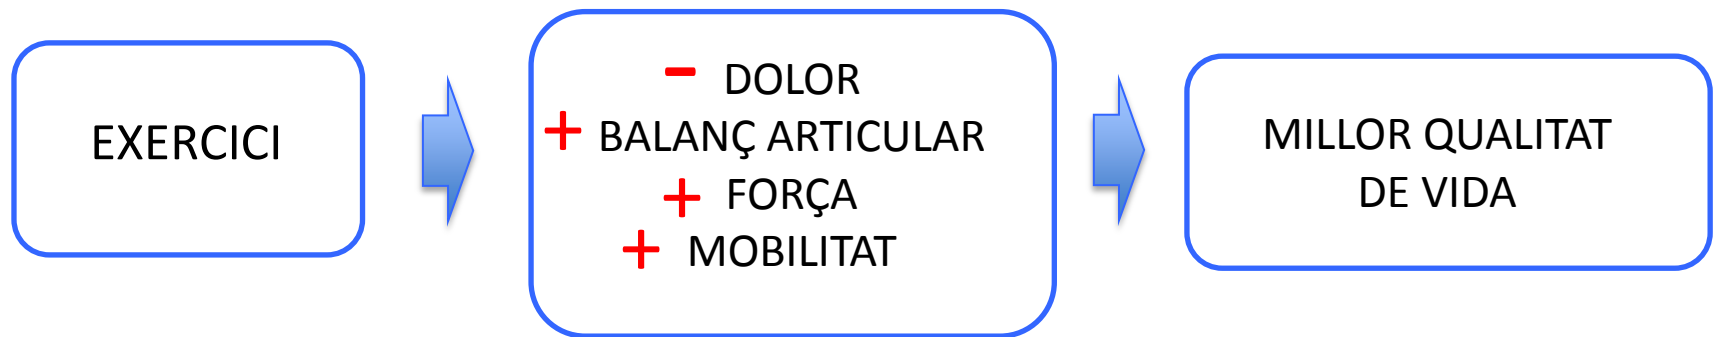 EXERCICI
- DOLOR
+ BALANÇ ARTICULAR
+ FORÇA
+ MOBILITAT
MILLOR QUALITAT
DE VIDA